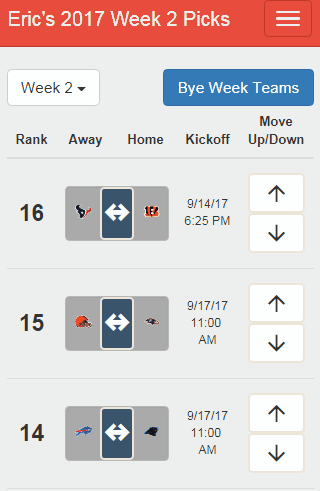 Eric's 2017 Week 2 Picks
Week 2
Bye Week Teams
Rank Away Home Kickoff Move Up/Down
16 9/14/17 6:25 PM
15 9/17/17 11:00 AM
14 9/17/17 11:00 AM